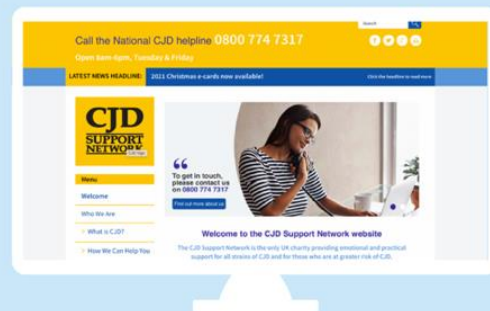 Search
Call the National CJD helpline 0800 774 7317
Open 8am-6pm, Tuesday & Friday
LATEST NEWS HEADLINE: 2021 Christmas e-cards now available! Click the headline to read more
CJD
SUPPORT
NETWORK
Menu
Welcome
Who We Are
What is CJD?
How We Can Help You
To get in touch,
please contact us
on 0800 774 7317
Find out more about us
Welcome to the CJD Support Network website
The CJD Support Network is the only UK charity providing emotional and practical
support for all strains of CJD and for those who are at greater risk of CJD.